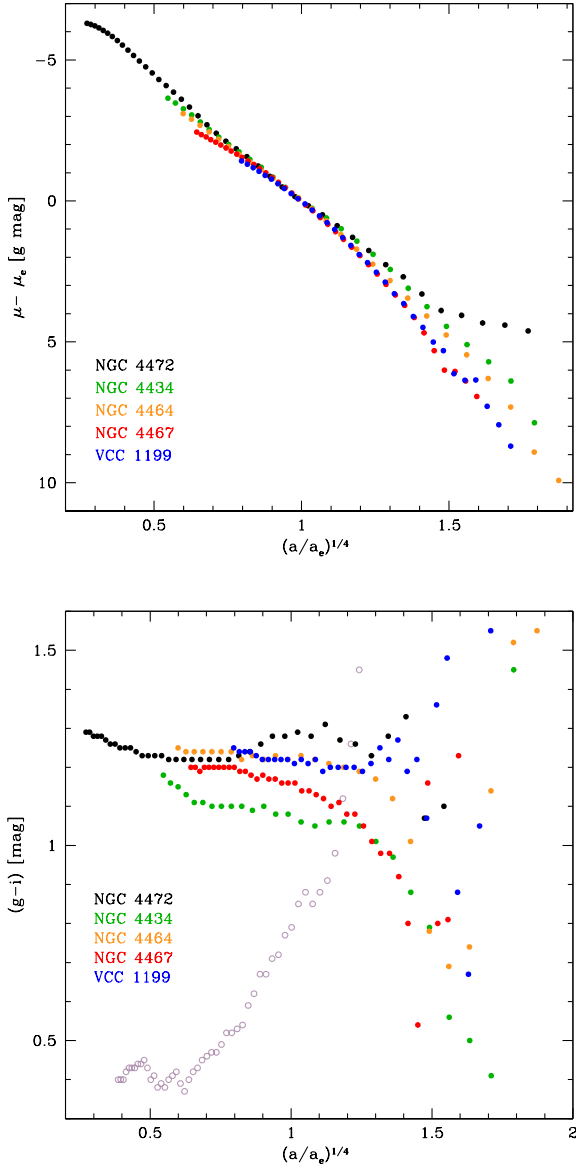 −5
0
5
10
μ− μe [g mag]
NGC 4472
NGC 4434
NGC 4464
NGC 4467
VCC 1199
0.5 1 1.5
(a/ae)1/4
1.5
1
0.5
(g−i) [mag]
NGC 4472
NGC 4434
NGC 4464
NGC 4467
VCC 1199
0.5 1 1.5 2
(a/ae)1/4